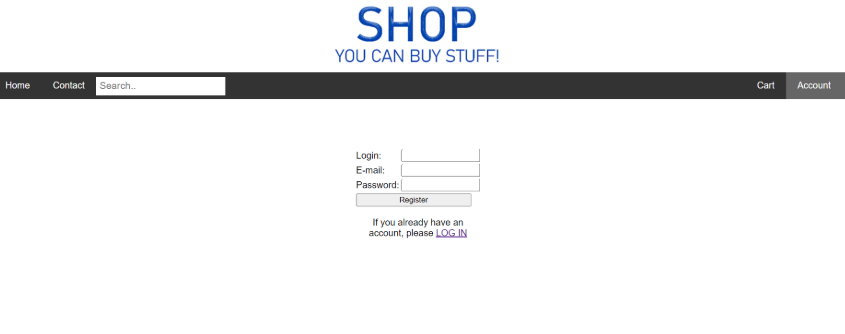 SHOP
YOU CAN BUY STUFF!
Home Contact Search.. Cart Account
Login:
E-mail:
Password:
Register
If you already have an
account, please LOG IN